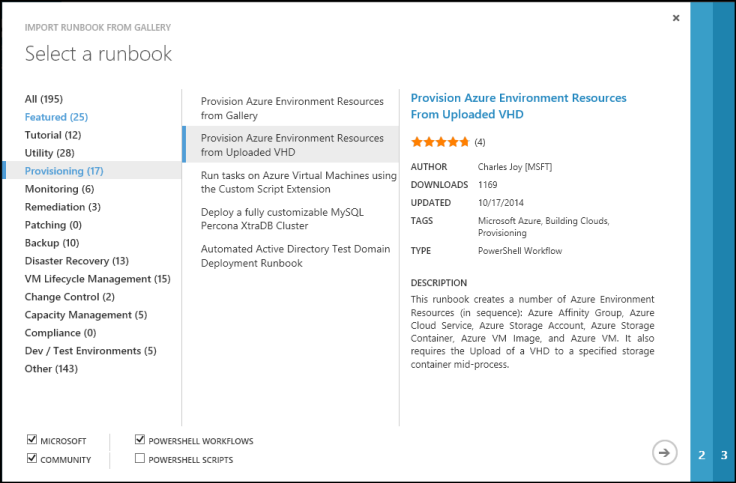 ×
IMPORT RUNBOOK FROM GALLERY
Select a runbook
All (195)
Featured (25)
Tutorial (12)
Utility (28)
Provisioning (17)
Monitoring (6)
Remediation (3)
Patching (0)
Backup (10)
Disaster Recovery (13)
VM Lifecycle Management (15)
Change Control (2)
Capacity Management (5)
Compliance (0)
Dev / Test Environments (5)
Other (143)
Provision Azure Environment Resources
from Gallery
Provision Azure Environment Resources
from Uploaded VHD
Run tasks on Azure Virtual Machines using
the Custom Script Extension
Deploy a fully customizable MySQL
Percona XtraDB Cluster
Automated Active Directory Test Domain
Deployment Runbook
Provision Azure Environment Resources
From Uploaded VHD
(4)
AUTHOR Charles Joy [MSFT]
DOWNLOADS 1169
UPDATED 10/17/2014
TAGS Microsoft Azure, Building Clouds,
Provisioning
TYPE PowerShell Workflow
DESCRIPTION
This runbook creates a number of Azure Environment
Resources (in sequence): Azure Affinity Group, Azure
Cloud Service, Azure Storage Account, Azure Storage
Container, Azure VM Image, and Azure VM. It also
requires the Upload of a VHD to a specified storage
container mid-process.
MICROSOFT POWERSHELL WORKFLOWS
COMMUNITY POWERSHELL SCRIPTS
2 3